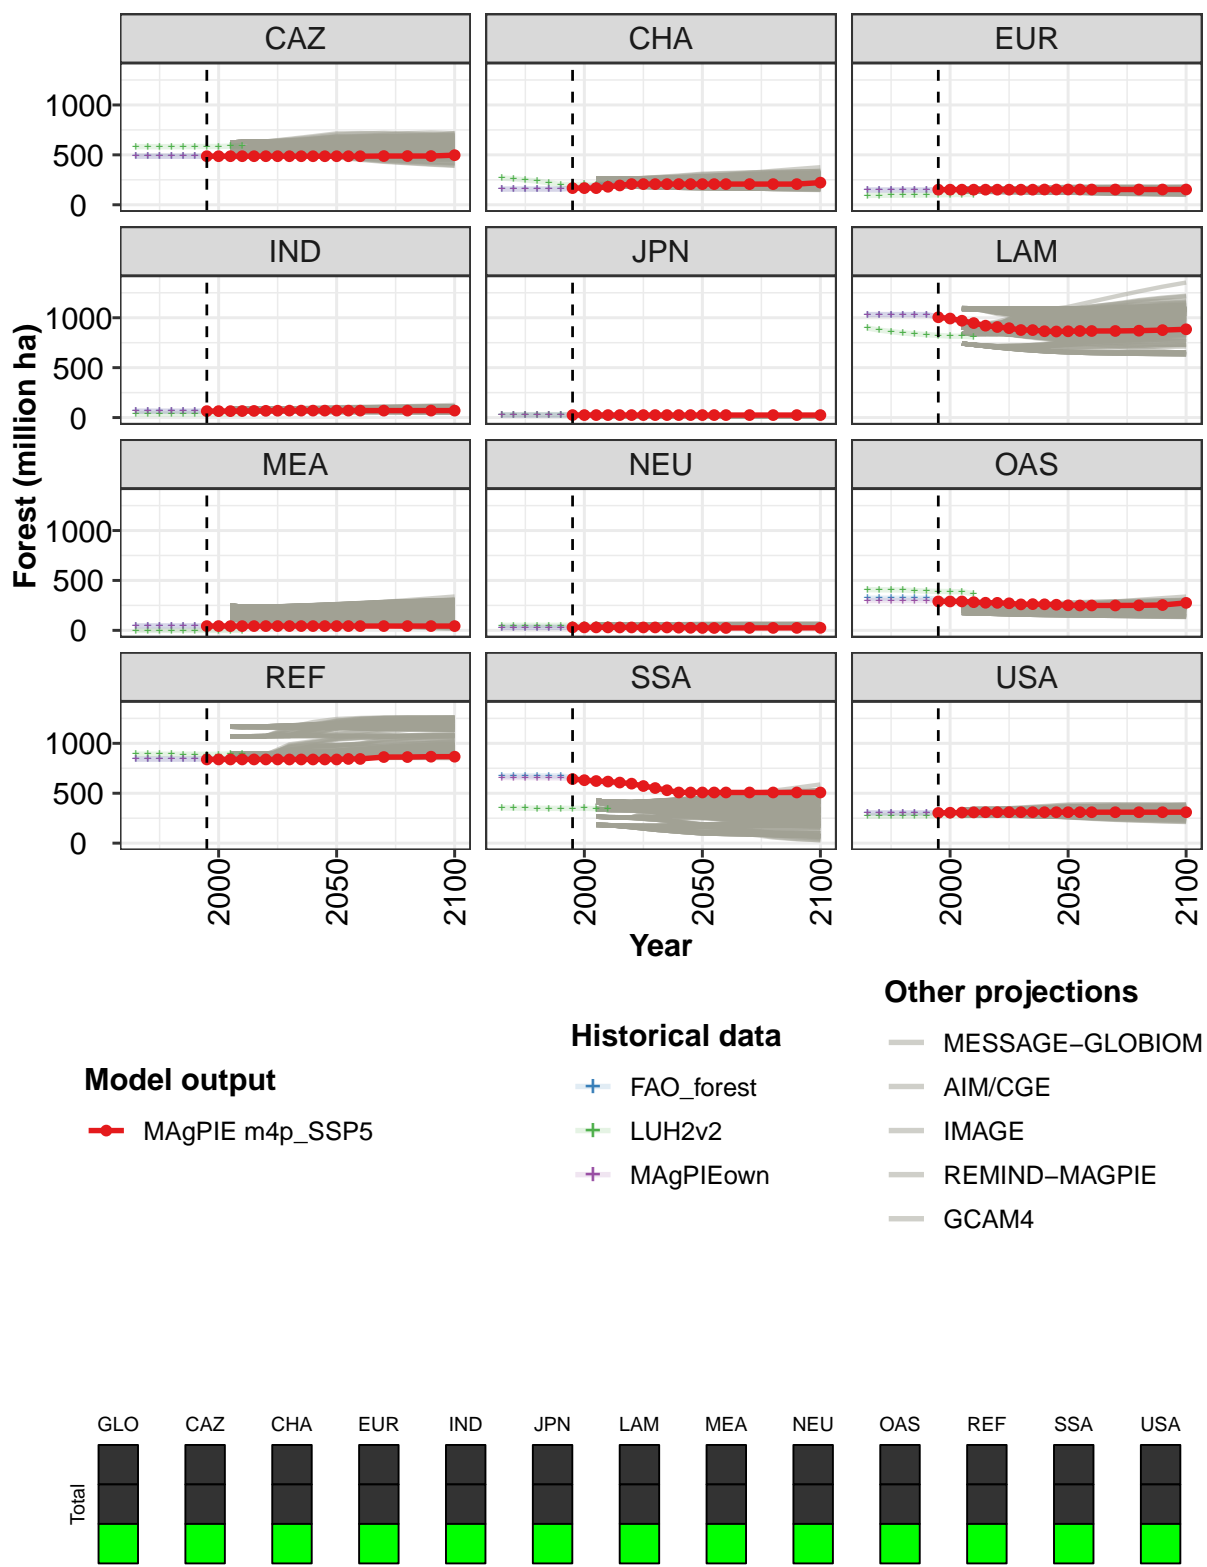 CAZ CHA EUR
1000
500
0
IND JPN LAM
1000
500
0
Forest (million ha)
MEA NEU OAS
1000
500
0
REF SSA USA
1000
500
0
2000 2050 2100 2000 2050 2100 2000 2050 2100
Year
Model output
MAgPIE m4p_SSP5
Historical data
FAO_forest
LUH2v2
MAgPIEown
Other projections
MESSAGE−GLOBIOM
AIM/CGE
IMAGE
REMIND−MAGPIE
GCAM4
GLO CAZ CHA EUR IND JPN LAM MEA NEU OAS REF SSA USA
Total